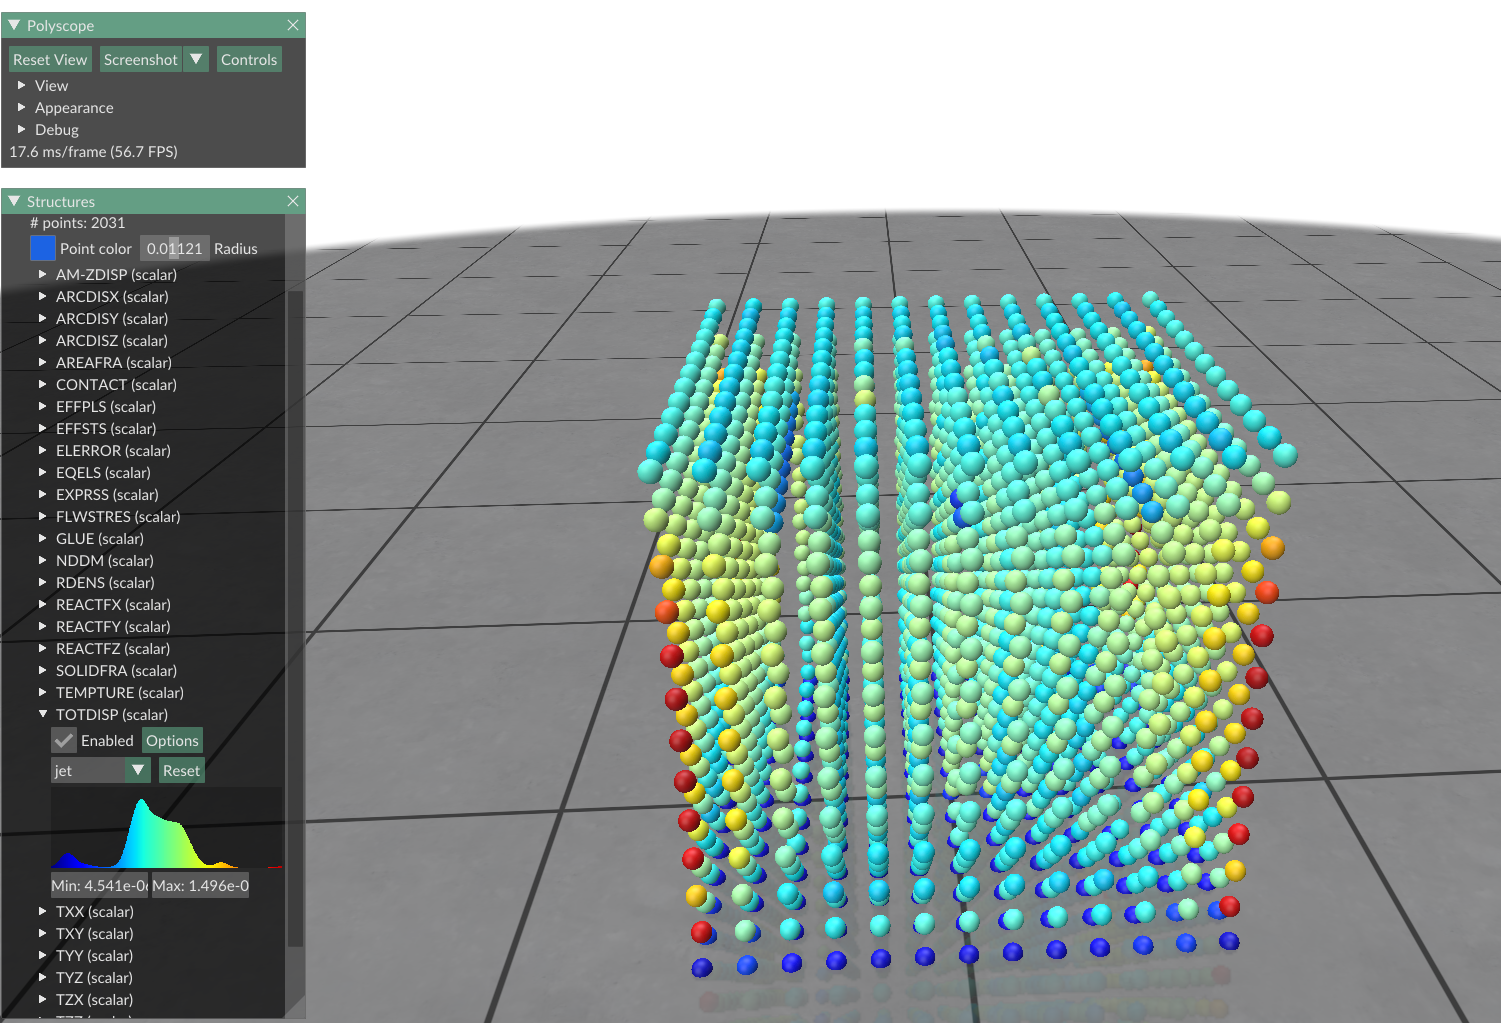 Polyscope
Reset View Screenshot Controls
View
Appearance
Debug
17.6 ms/frame (56.7 FPS)
Structures
# points: 2031
Point color 0.01121 Radius
AM-ZDISP (scalar)
ARCDISX (scalar)
ARCDISY (scalar)
ARCDISZ (scalar)
AREAFRA (scalar)
CONTACT (scalar)
EFFPLS (scalar)
EFFSTS (scalar)
ELERROR (scalar)
EQELS (scalar)
EXPRSS (scalar)
FLWSTRES (scalar)
GLUE (scalar)
NDDM (scalar)
RDENS (scalar)
REACTFX (scalar)
REACTFY (scalar)
REACTFZ (scalar)
SOLIDFRA (scalar)
TEMPTURE (scalar)
TOTDISP (scalar)
Enabled Options
jet Reset
Min: 4.541e-0 Max: 1.496e-0
TXX (scalar)
TXY (scalar)
TYY (scalar)
TYZ (scalar)
TZX (scalar)